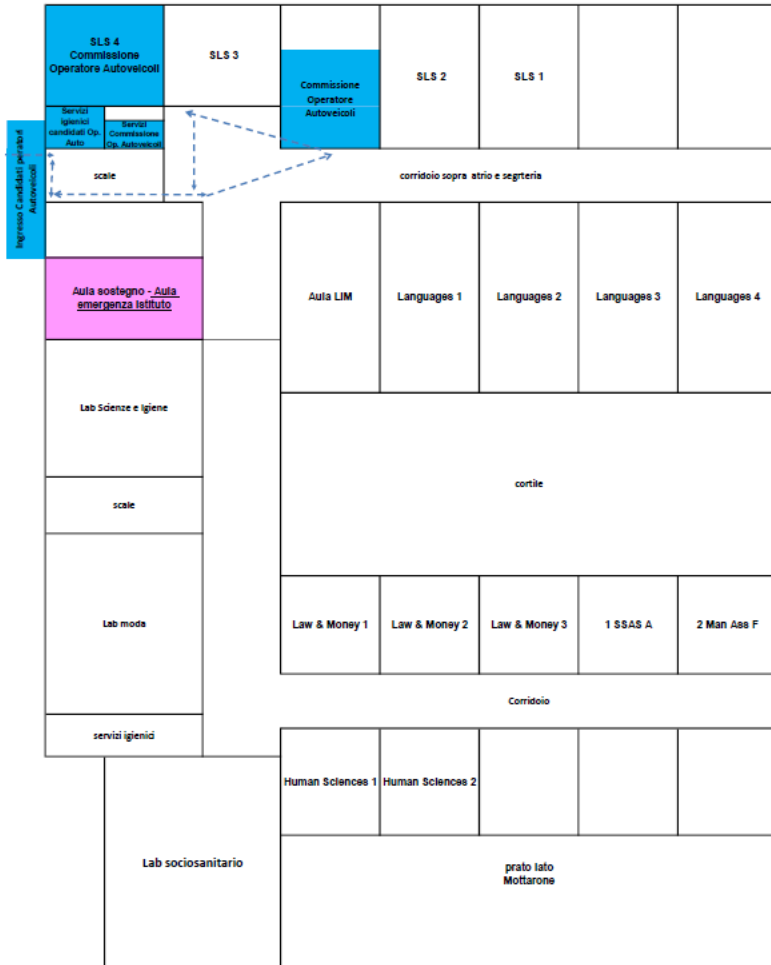 SLS 4
Commissione
Operatore Autoveicoli
SLS 3
Commissione
Operatore
Autoveicoli
SLS 2
SLS 1
Servizi
igienici
candidati Op.
Auto
Servizi
Commissione
Op. Autoveicoli
Ingresso Candidati peratori
Autoveicoli
scale
corridoio sopra atrio e segrteria
Aula sostegno - Aula
emergenza Istituto
Aula LIM
Languages 1
Languages 2
Languages 3
Languages 4
Lab Scienze e Igiene
scale
cortile
Lab moda
Law & Money 1
Law & Money 2
Law & Money 3
1 SSAS A
2 Man Ass F
Corridoio
servizi igienici
Human Sciences 1
Human Sciences 2
Lab sociosanitario
prato lato
Mottarone